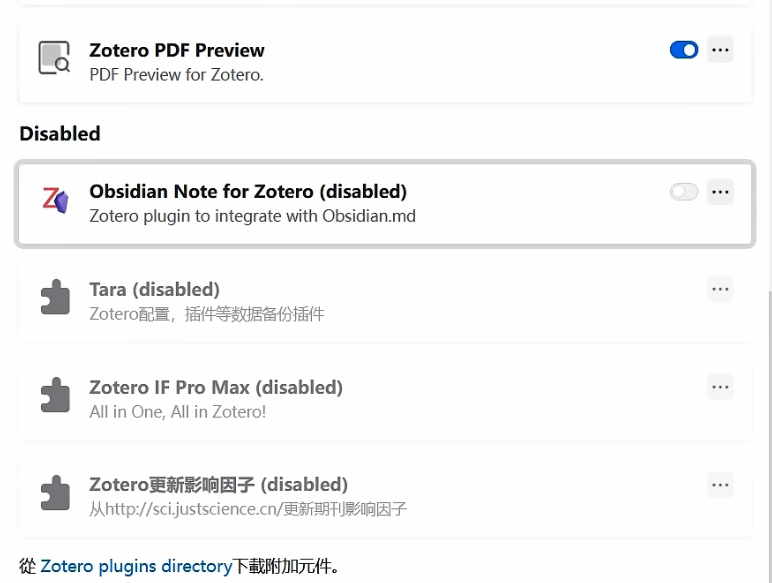 Zotero PDF Preview
PDF Preview for Zotero.
Disabled
Obsidian Note for Zotero (disabled)
Zotero plugin to integrate with Obsidian.md
Tara (disabled)
Zotero配置，插件等数据备份插件
Zotero IF Pro Max (disabled)
All in One, All in Zotero!
Zotero更新影响因子 (disabled)
从http://sci.justscience.cn/更新期刊影响因子
從 Zotero plugins directory下載附加元件。